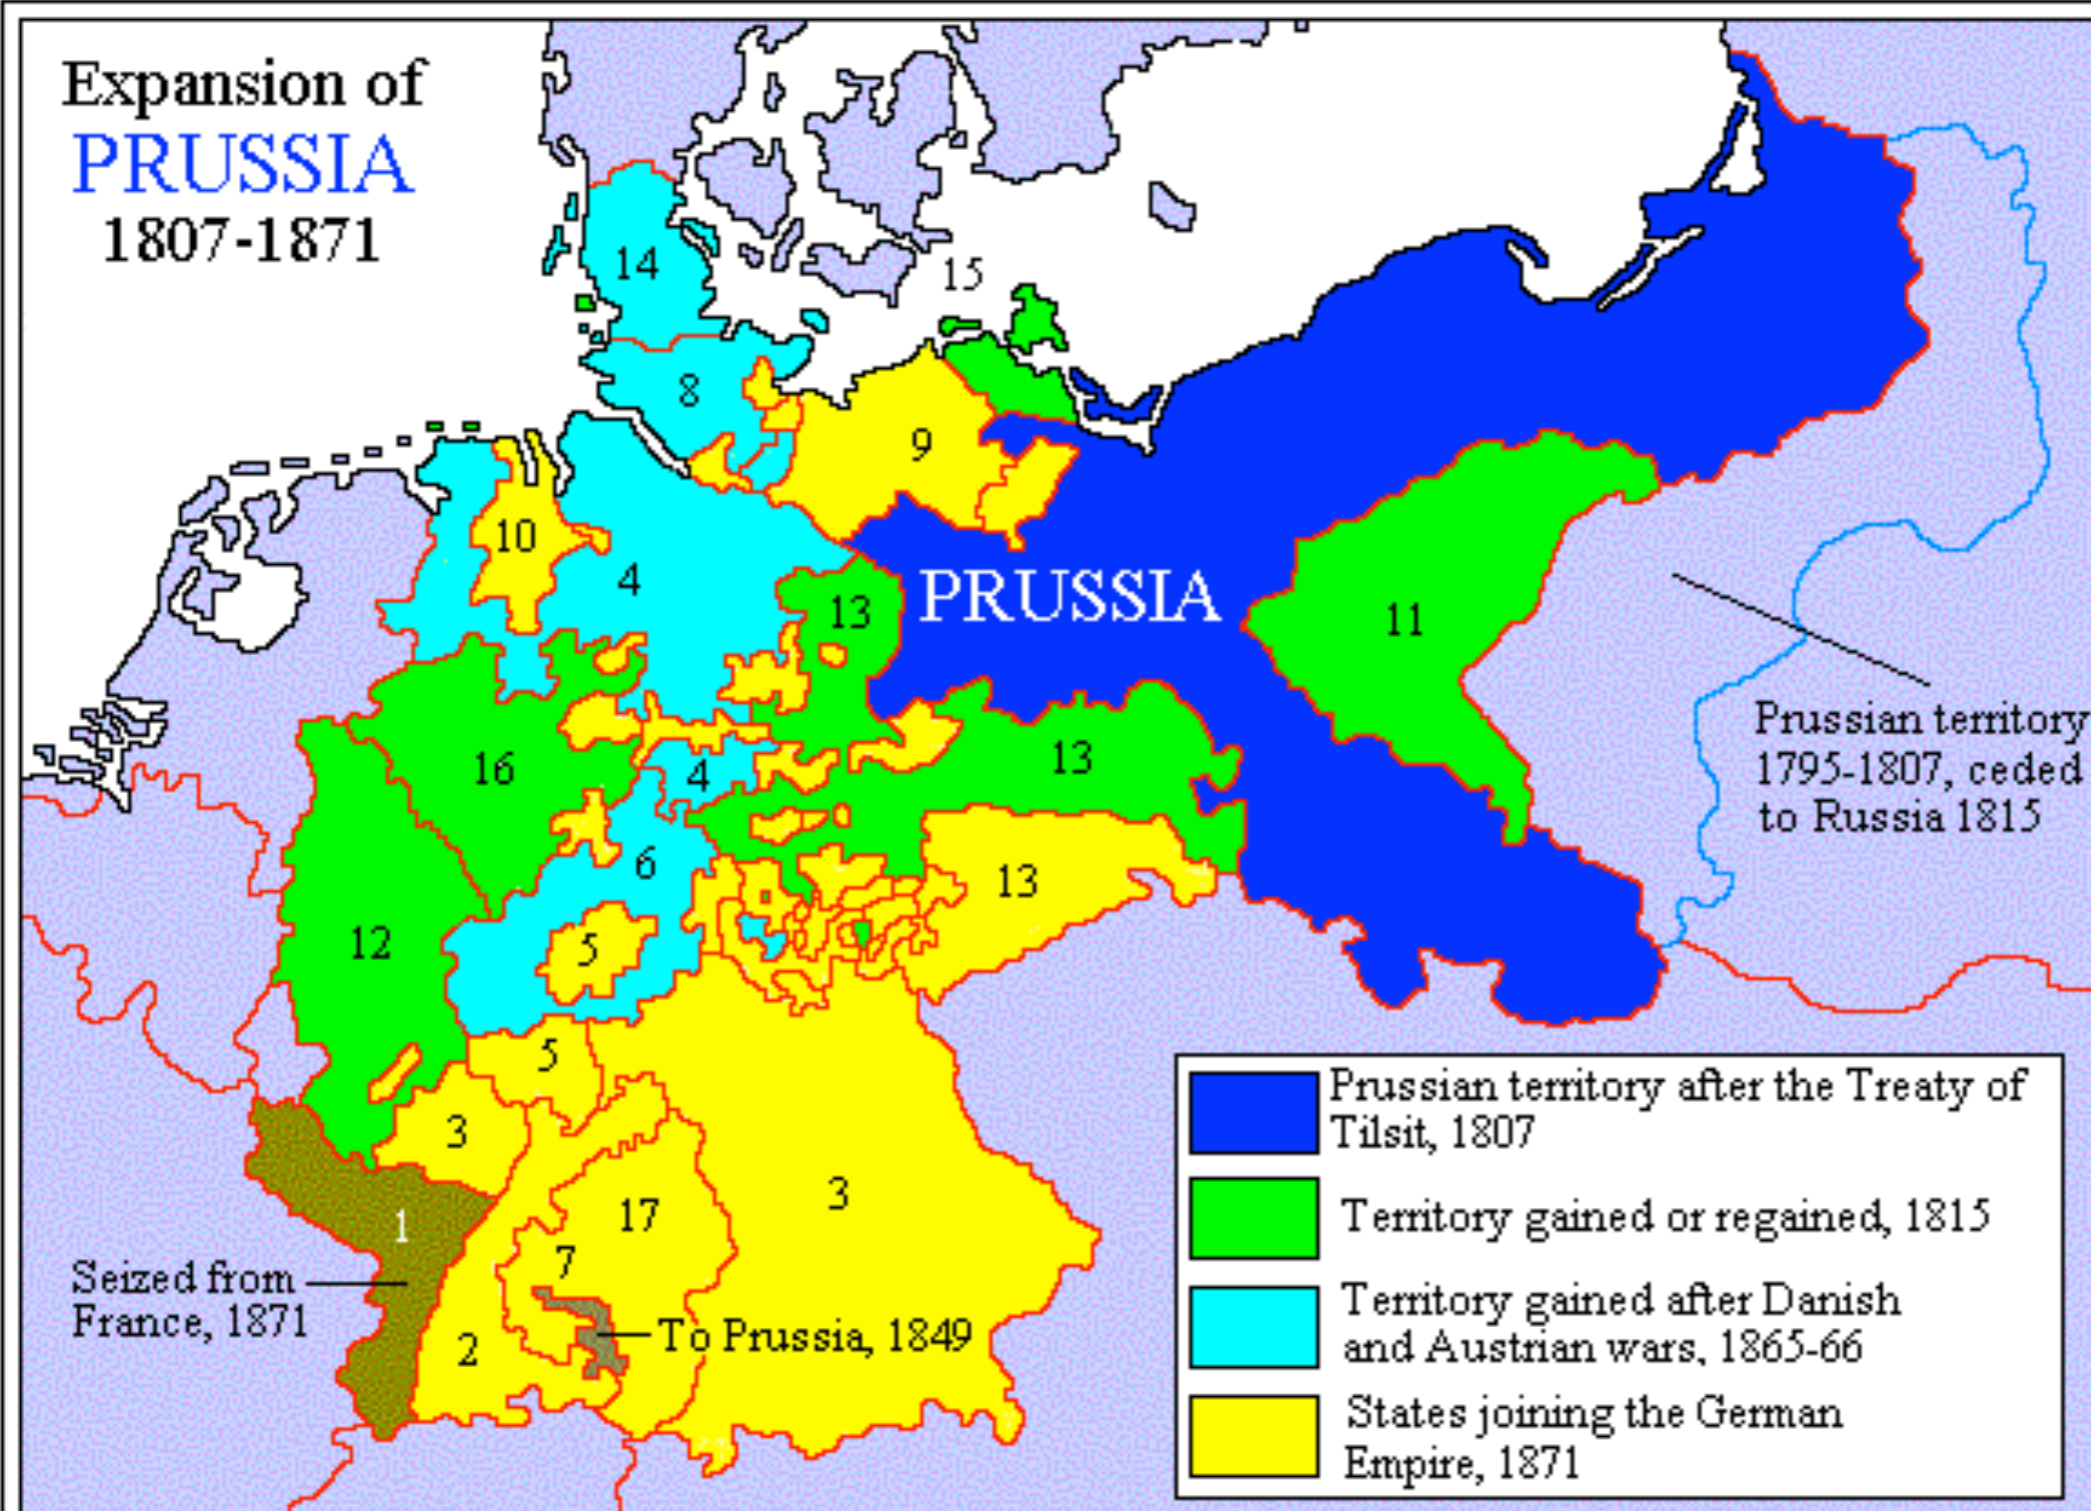 Expansion of
PRUSSIA
1807-1871
14
15
8
9
10
4
13
PRUSSIA
11
Prussian territory
1795-1807, ceded
to Russia 1815
16
4
13
6
13
12
5
5
3
1
17
3
7
Seized from
France, 1871
2
To Prussia, 1849
Prussian territory after the Treaty of
Tilsit, 1807
Territory gained or regained, 1815
Territory gained after Danish
and Austrian wars, 1865-66
States joining the German
Empire, 1871